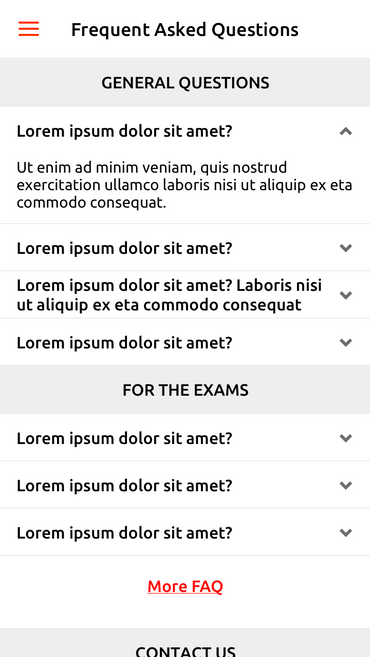 Frequent Asked Questions
GENERAL QUESTIONS
Lorem ipsum dolor sit amet?
Ut enim ad minim veniam, quis nostrud
exercitation ullamco laboris nisi ut aliquip ex eta
commodo consequat.
Lorem ipsum dolor sit amet?
Lorem ipsum dolor sit amet? Laboris nisi
ut aliquip ex eta commodo consequat
Lorem ipsum dolor sit amet?
FOR THE EXAMS
Lorem ipsum dolor sit amet?
Lorem ipsum dolor sit amet?
Lorem ipsum dolor sit amet?
More FAQ
CONTACT US